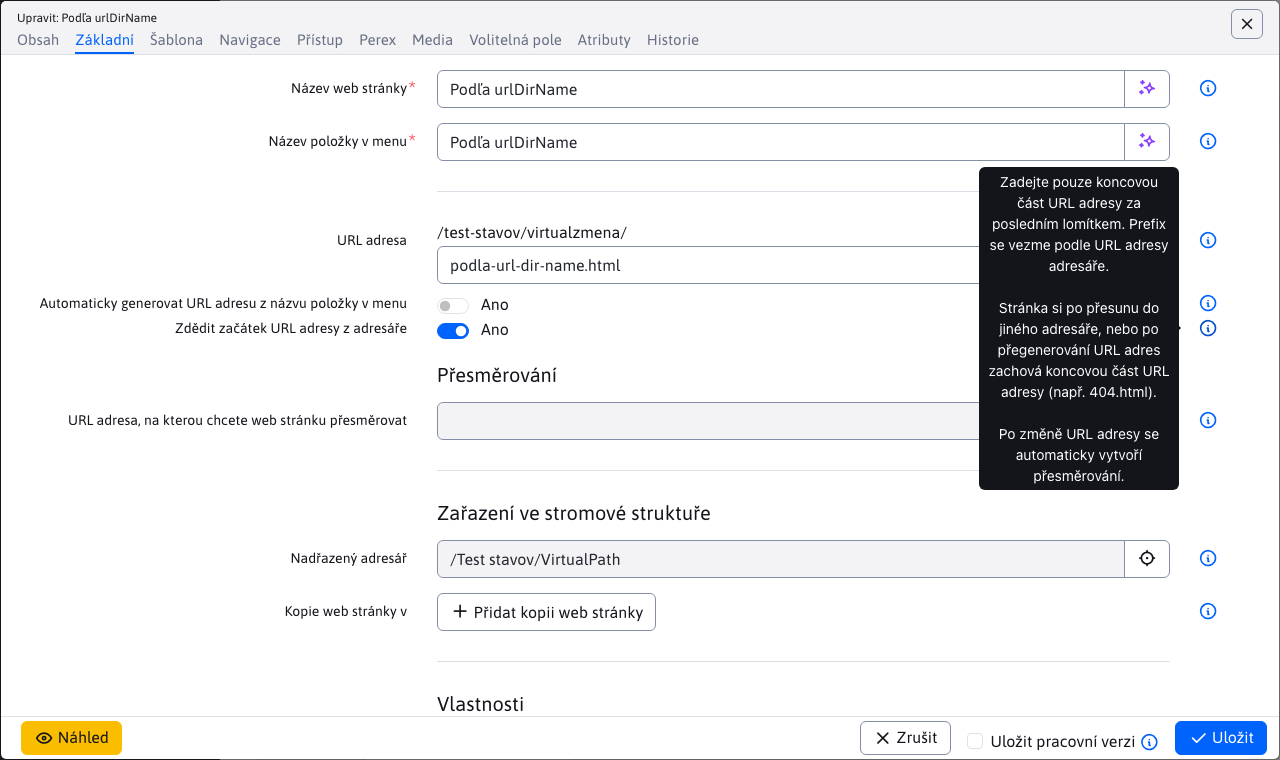 Upravit: Podľa urlDirName
Obsah Základní Šablona Navigace Přístup Perex Media Volitelná pole Atributy Historie
Název web stránky* Podľa urlDirName
Název položky v menu* Podľa urlDirName
URL adresa /test-stavov/virtualzmena/
podla-url-dir-name.html
Automaticky generovat URL adresu z názvu položky v menu Ano
Zdědit začátek URL adresy z adresáře Ano
Zadejte pouze koncovou
část URL adresy za
posledním lomítkem. Prefix
se vezme podle URL adresy
adresáře.
Stránka si po přesunu do
jiného adresáře, nebo po
přegenerování URL adres
zachová koncovou část URL
adresy (např. 404.html).
Po změně URL adresy se
automaticky vytvoří
přesměrování.
Přesměrování
URL adresa, na kterou chcete web stránku přesměrovat
Zařazení ve stromové struktuře
Nadřazený adresář /Test stavov/VirtualPath
Kopie web stránky v Přidat kopii web stránky
Vlastnosti
Náhled Zrušit Uložit pracovní verzi Uložit